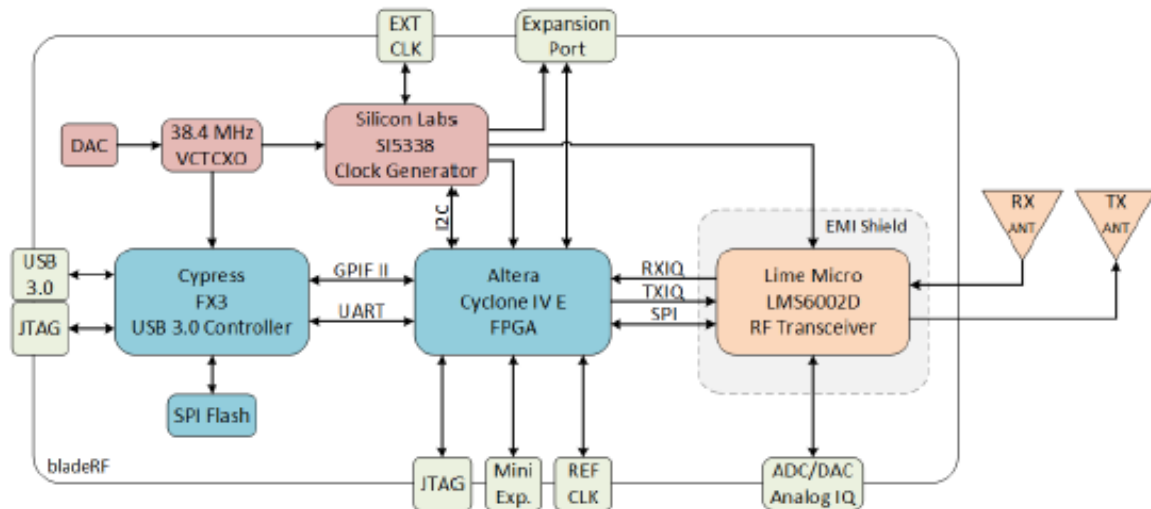 EXT
CLK
Expansion
Port
DAC
38.4 MHz
VCTCXO
Silicon Labs
SI5338
Clock Generator
I2C
RX
ANT.
TX
ANT.
EMI Shield
USB
3.0
JTAG
Cypress
FX3
USB 3.0 Controller
GPIF II
UART
Altera
Cyclone IV E
FPGA
RXIQ
TXIQ
SPI
Lime Micro
LMS6002D
RF Transceiver
SPI Flash
bladeRF
JTAG
Mini
Exp.
REF
CLK
ADC/DAC
Analog IQ